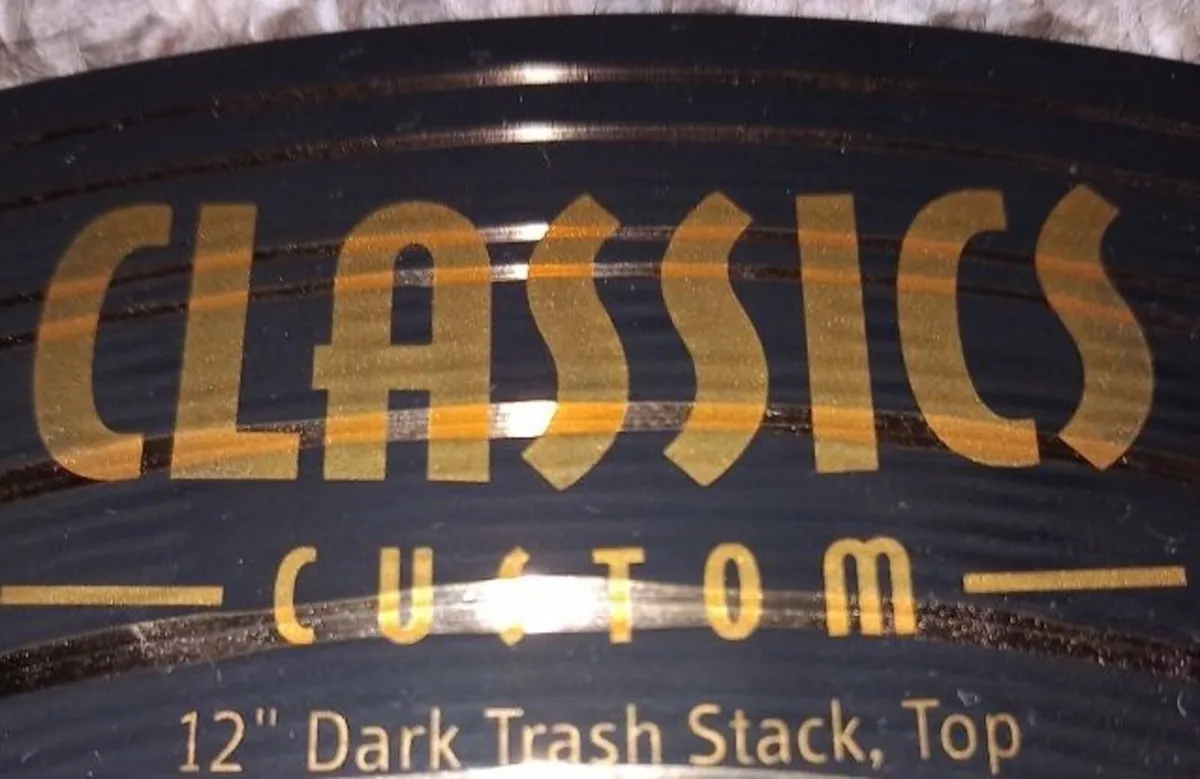 CLASSICS
CUSTOM
12" Dark Trash Stack, Top